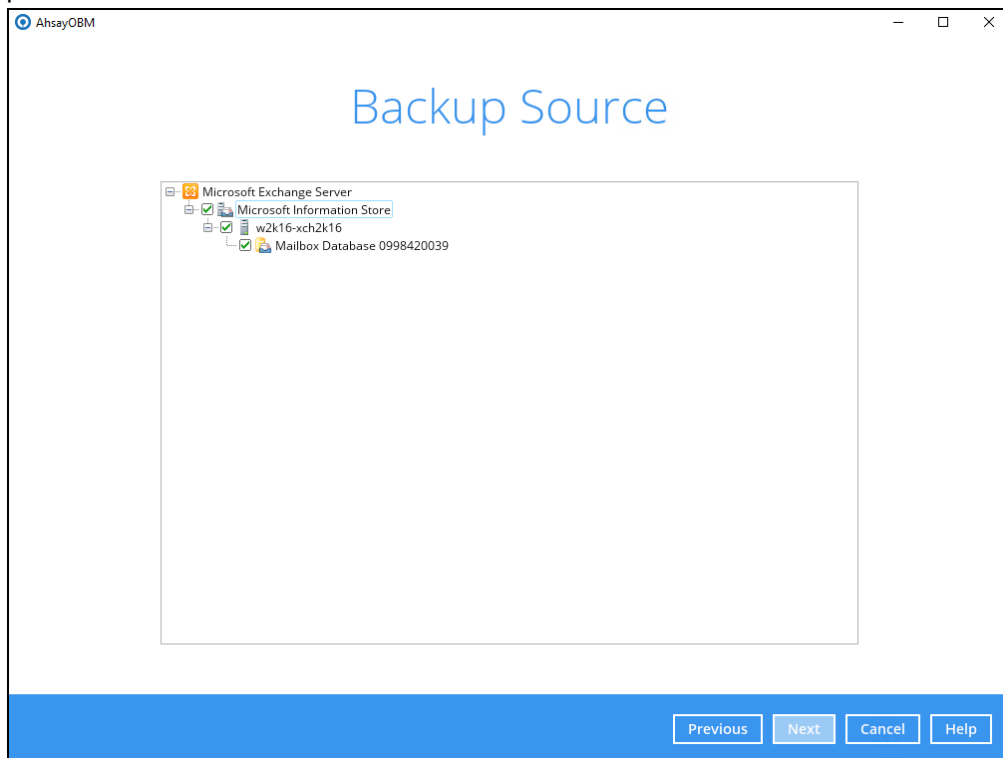 AhsayOBM
Backup Source
Microsoft Exchange Server
Microsoft Information Store
w2k16-xch2k16
Mailbox Database 0998420039
Previous Next Cancel Help